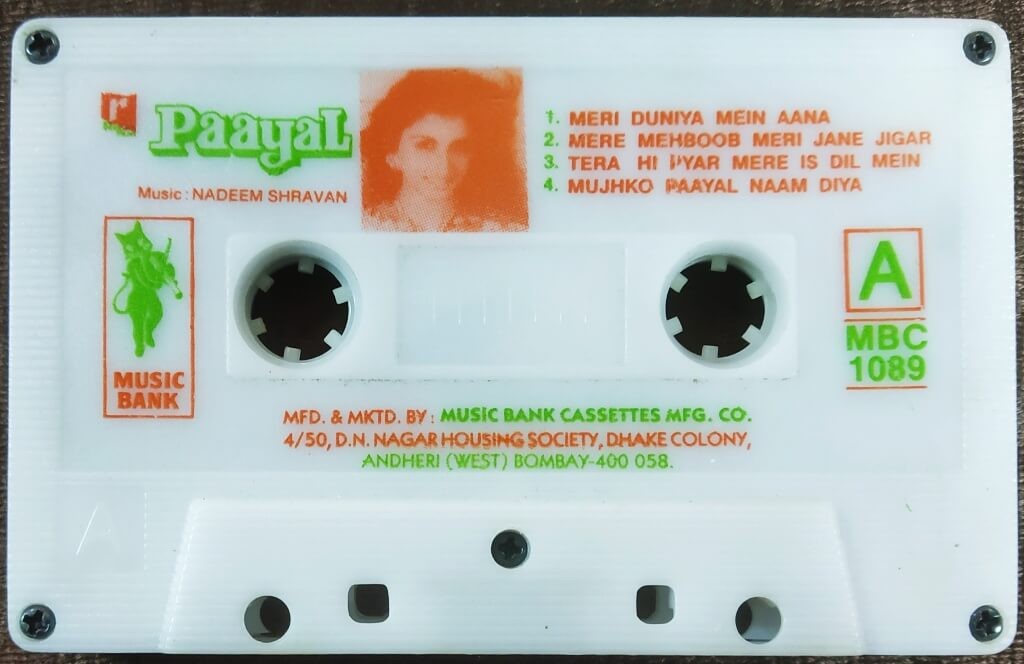 r
Paayal
Music : NADEEM SHRAVAN
1. MERI DUNIYA MEIN AANA
2. MERE MEHBOOB MERI JANE JIGAR
3. TERA HI PYAR MERE IS DIL MEIN
4. MUJHKO PAAYAL NAAM DIYA
MUSIC
BANK
A
MBC
1089
MFD. & MKTD. BY : MUSIC BANK CASSETTES MFG. CO.
4/50, D.N. NAGAR HOUSING SOCIETY, DHAKE COLONY,
ANDHERI (WEST) BOMBAY-400 058.
A